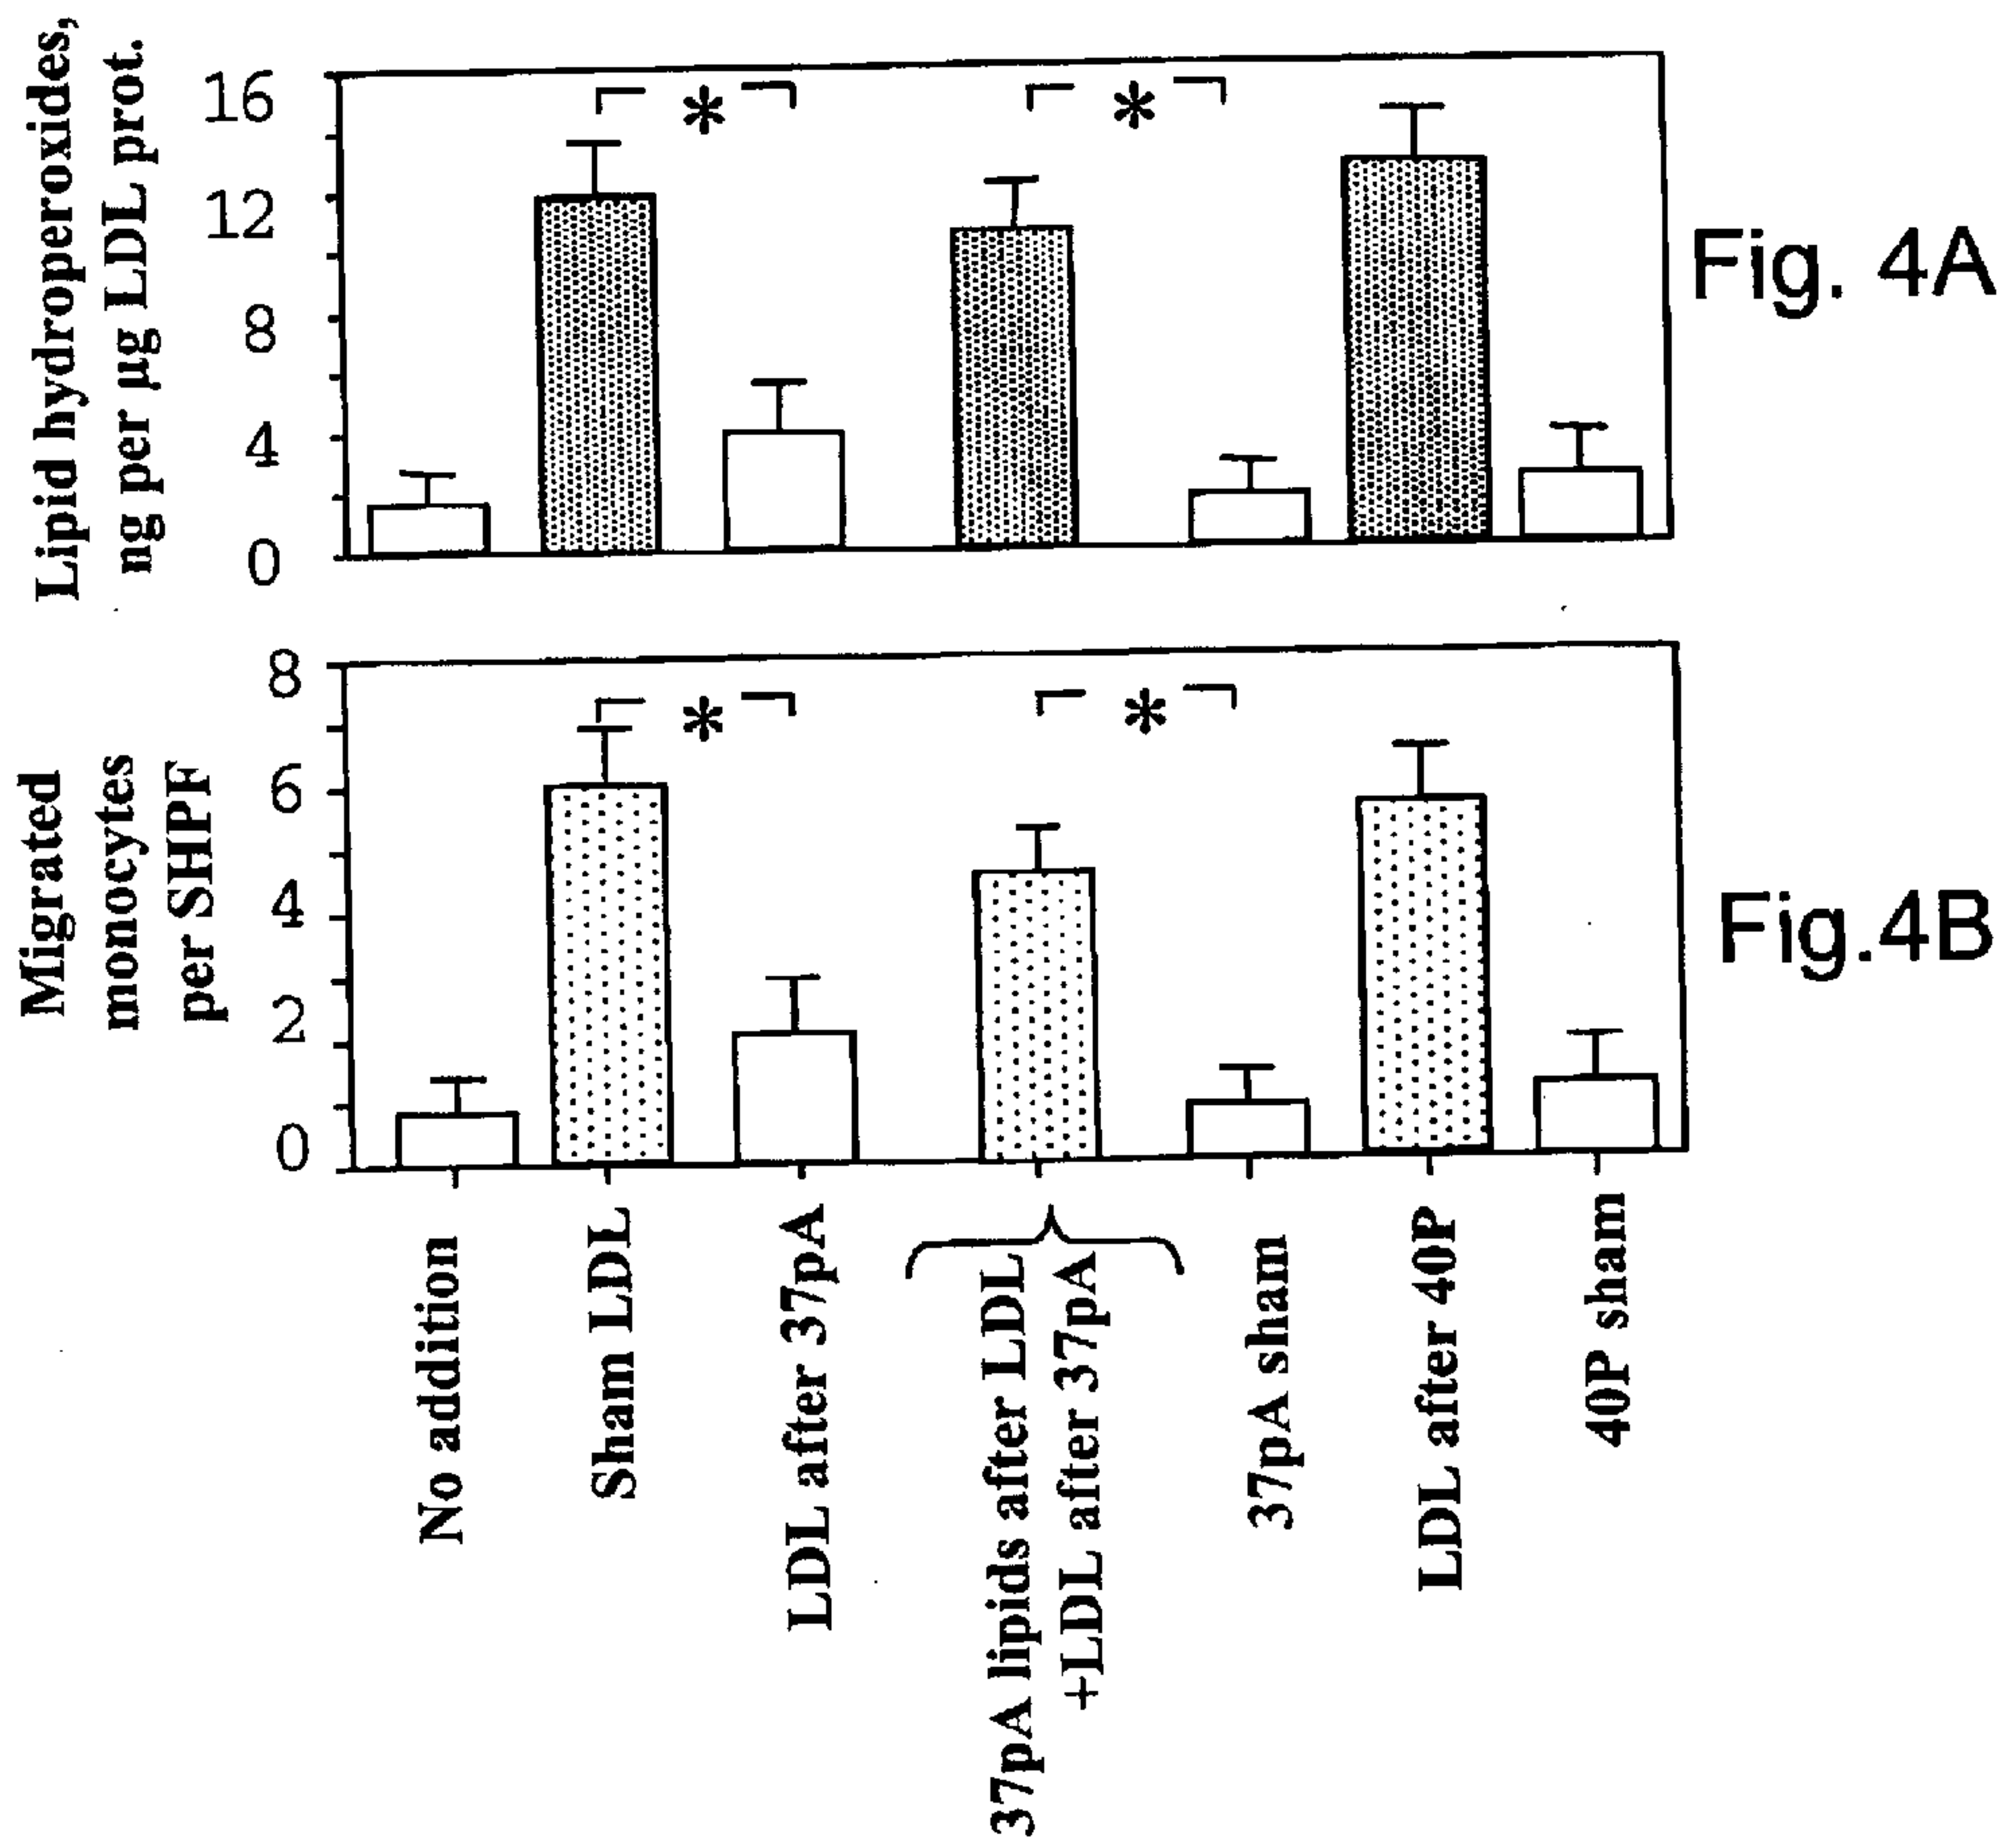 Lipid hydroperoxides,
ng per µg LDL prot.
16
12
8
4
0
*
*
Fig. 4A
Migrated
monocytes
per SHPF
8
6
4
2
0
*
*
Fig.4B
No addition
Sham LDL
LDL after 37pA
37pA lipids after LDL
+LDL after 37pA
37pA sham
LDL after 40P
40P sham